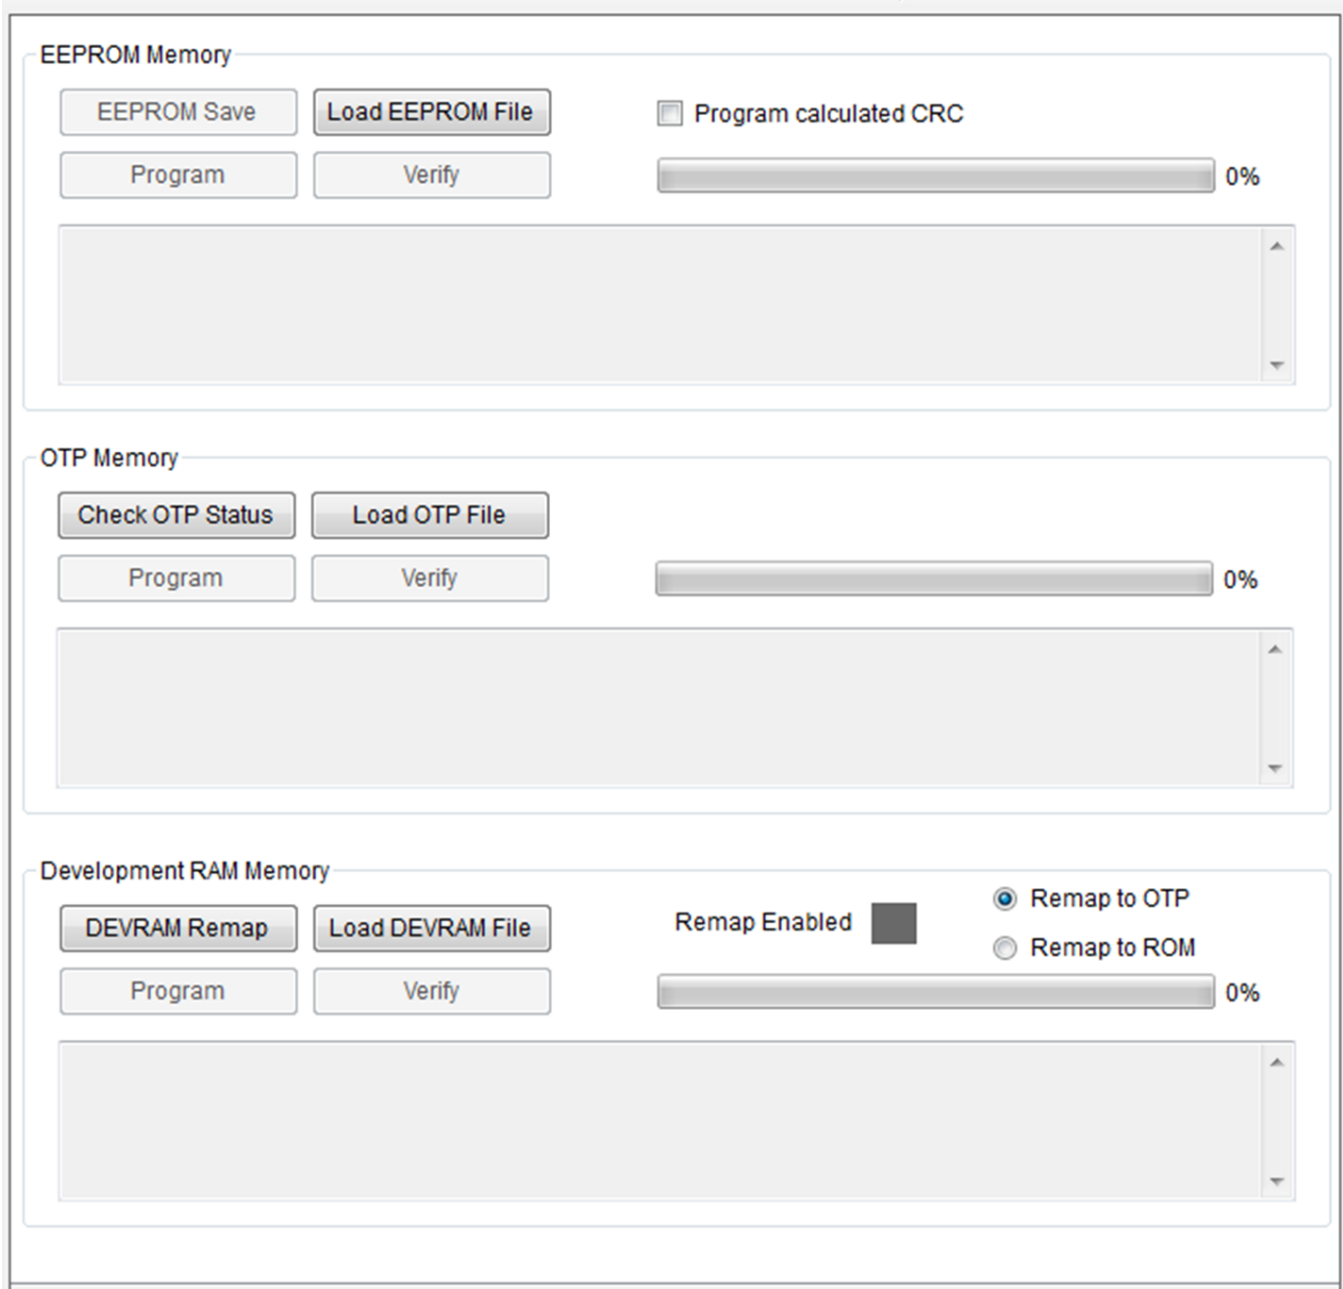 EEPROM Memory
EEPROM Save Load EEPROM File Program calculated CRC
Program Verify 0%
OTP Memory
Check OTP Status Load OTP File
Program Verify 0%
Development RAM Memory
DEVRAM Remap Load DEVRAM File Remap Enabled Remap to OTP
Remap to ROM
Program Verify 0%